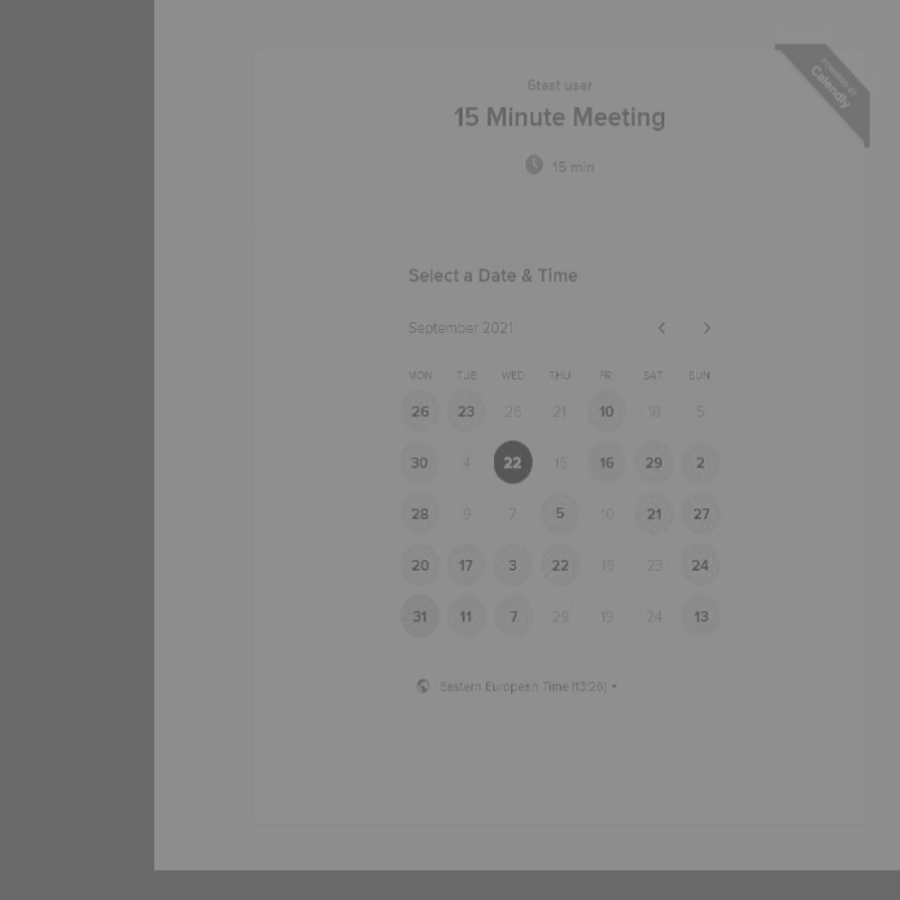 POWERED BY
Calendly
6test user
15 Minute Meeting
15 min
Select a Date & Time
September 2021
MON TUE WED THU FRI SAT SUN
26 23 26 21 10 18 5
30 4 22 15 16 29 2
28 9 7 5 10 21 27
20 17 3 22 15 23 24
31 11 7 29 19 24 13
Eastern European Time (13:26)